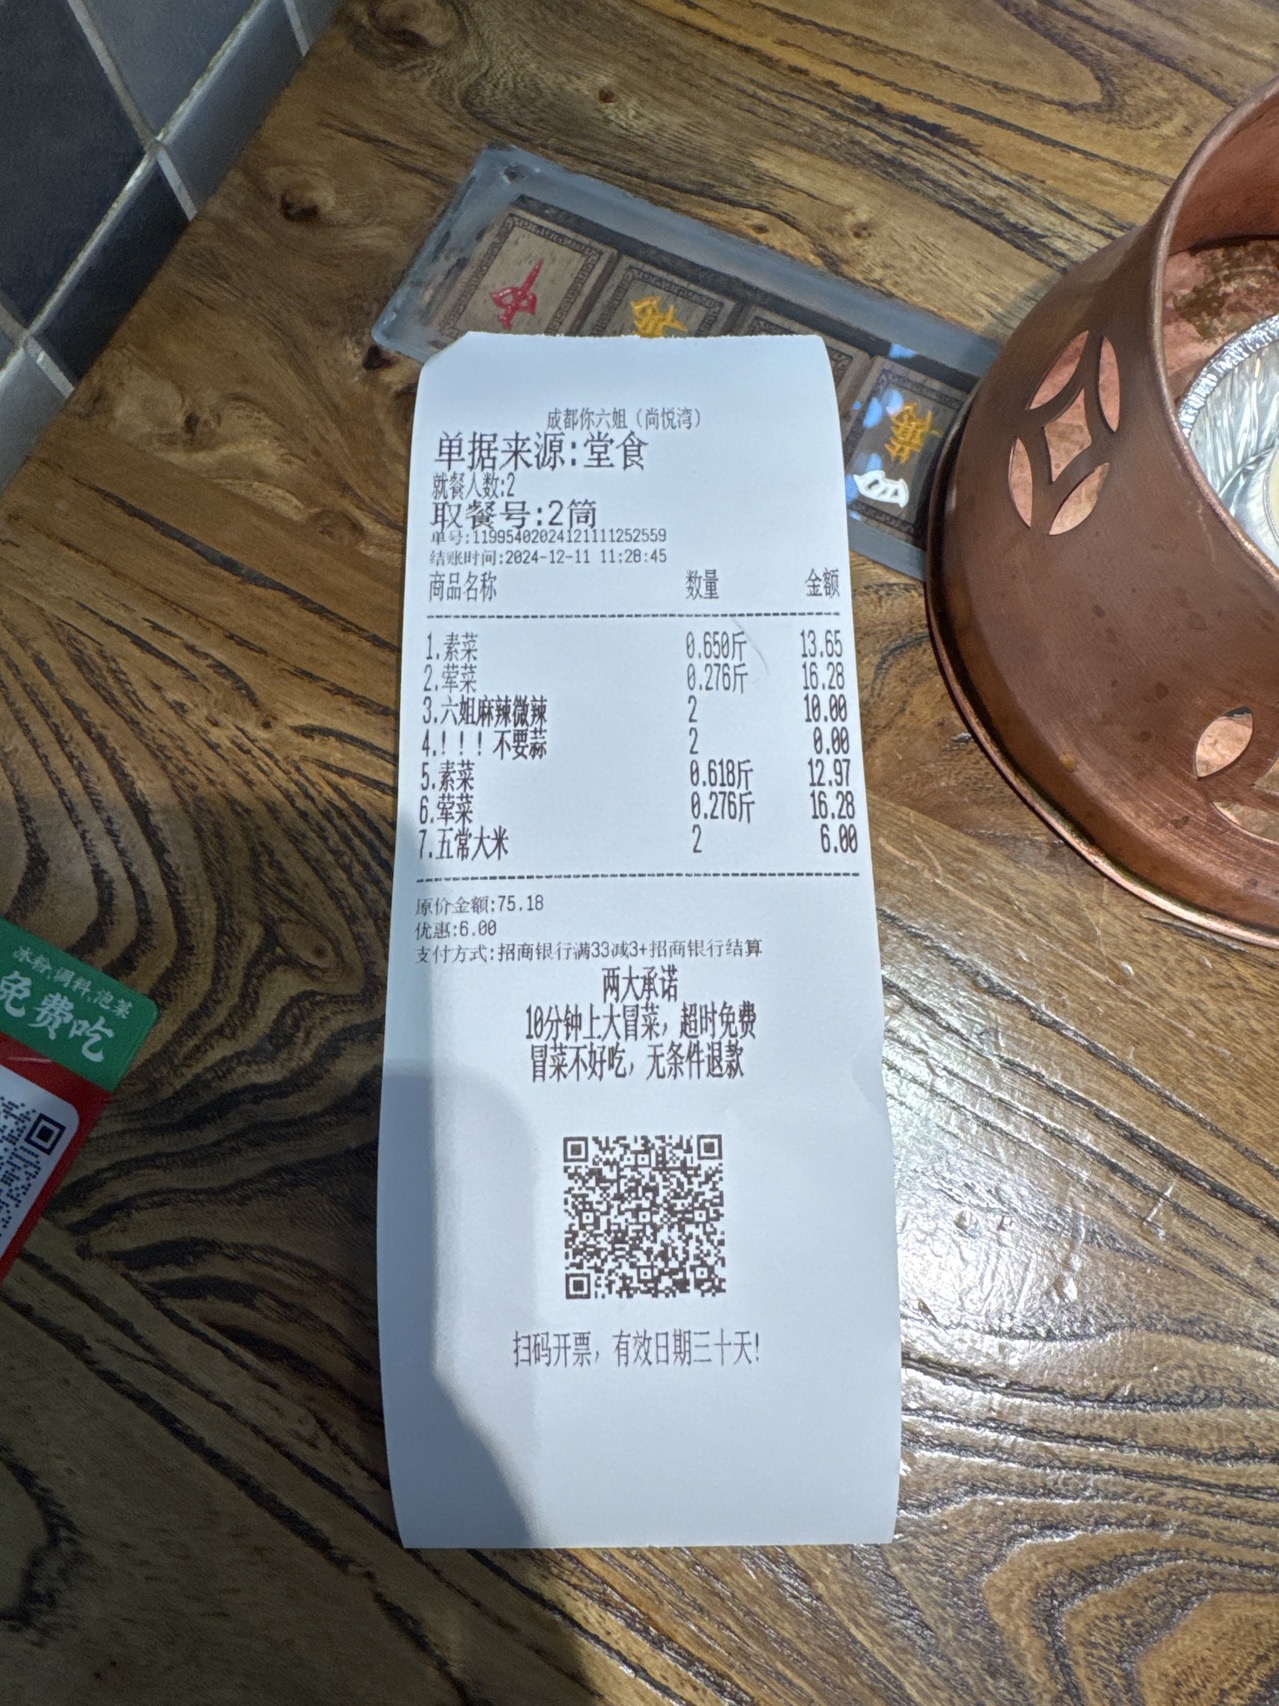 成都你六姐（尚悦湾）
单据来源:堂食
就餐人数:2
取餐号:2筒
单号:11995402024121111252559
结账时间:2024-12-11 11:28:45
商品名称 数量 金额
1.素菜 0.650斤 13.65
2.荤菜 0.276斤 16.28
3.六姐麻辣微辣 2 10.00
4.！！！不要蒜 2 0.00
5.素菜 0.618斤 12.97
6.荤菜 0.276斤 16.28
7.五常大米 2 6.00
原价金额:75.18
优惠:6.00
支付方式:招商银行满33减3+招商银行结算
两大承诺
10分钟上大冒菜，超时免费
冒菜不好吃，无条件退款
扫码开票，有效日期三十天!
冰粉.调料.泡菜
免费吃